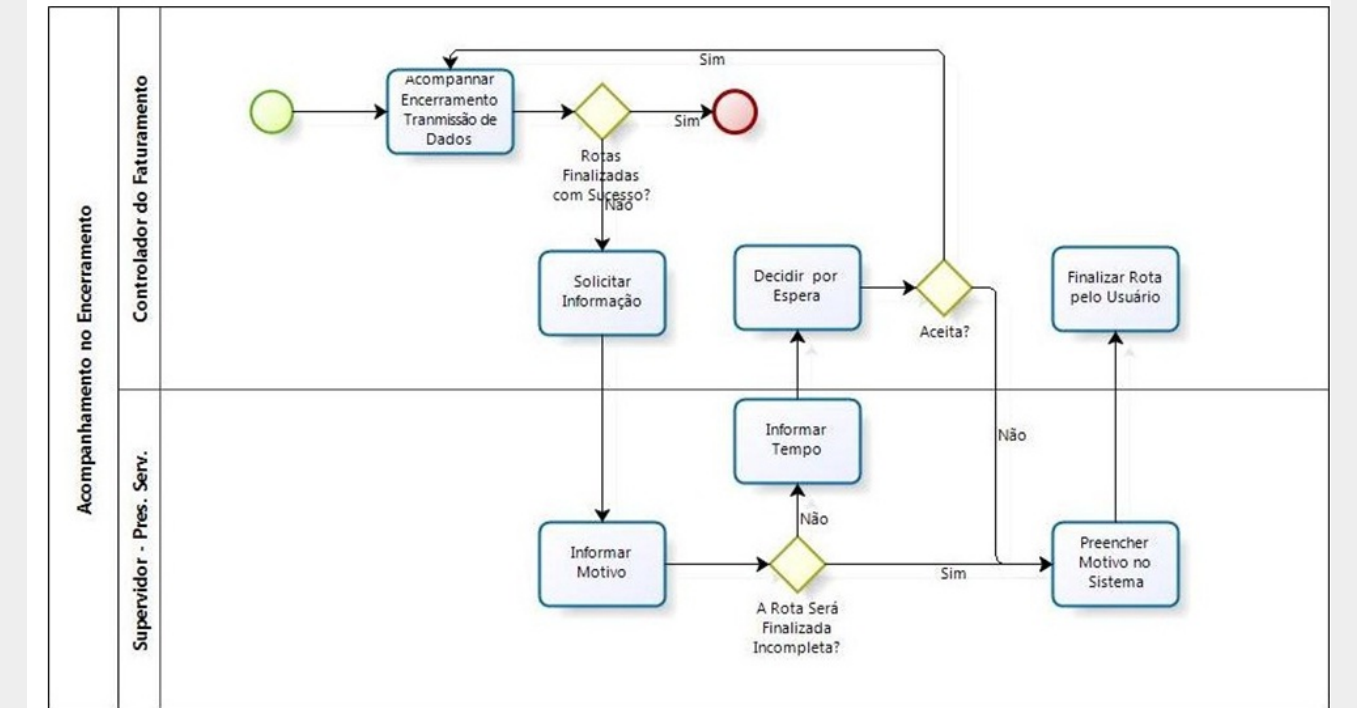 Acompanhamento no Encerramento
Controlador do Faturamento
Supervidor - Pres. Serv.
Acompanhar
Encerramento
Tranmissão de
Dados
Rotas
Finalizadas
com Sucesso?
Sim
Não
Sim
Solicitar
Informação
Decidir por
Espera
Aceita?
Finalizar Rota
pelo Usuário
Informar
Tempo
Não
Não
Informar
Motivo
A Rota Será
Finalizada
Incompleta?
Sim
Preencher
Motivo no
Sistema